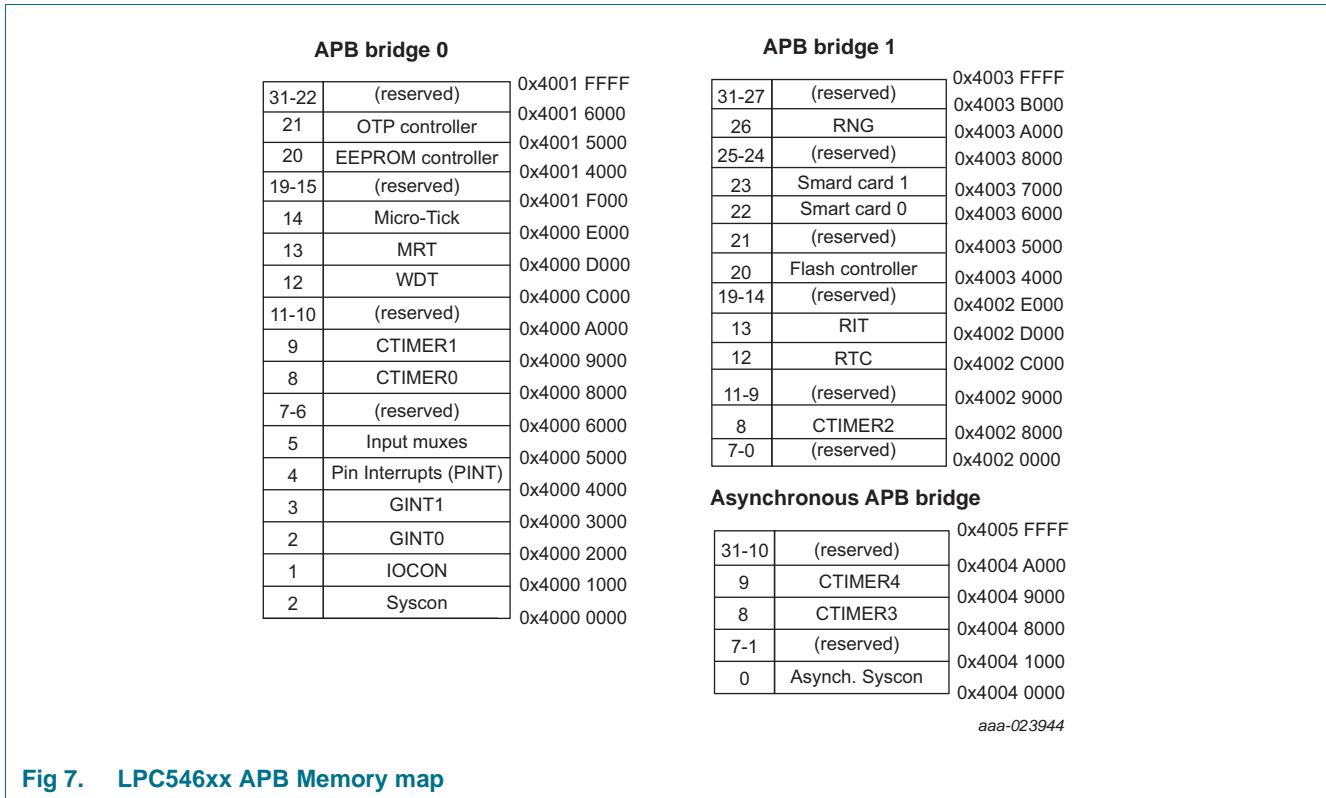 APB bridge 0
0x4001 FFFF
31-22 (reserved)
0x4001 6000
21 OTP controller
0x4001 5000
20 EEPROM controller
0x4001 4000
19-15 (reserved)
0x4001 F000
14 Micro-Tick
0x4000 E000
13 MRT
0x4000 D000
12 WDT
0x4000 C000
11-10 (reserved)
0x4000 A000
9 CTIMER1
0x4000 9000
8 CTIMER0
0x4000 8000
7-6 (reserved)
0x4000 6000
5 Input muxes
0x4000 5000
4 Pin Interrupts (PINT)
0x4000 4000
3 GINT1
0x4000 3000
2 GINT0
0x4000 2000
1 IOCON
0x4000 1000
2 Syscon
0x4000 0000
APB bridge 1
0x4003 FFFF
31-27 (reserved)
0x4003 B000
26 RNG
0x4003 A000
25-24 (reserved)
0x4003 8000
23 Smard card 1
0x4003 7000
22 Smart card 0
0x4003 6000
21 (reserved)
0x4003 5000
20 Flash controller
0x4003 4000
19-14 (reserved)
0x4002 E000
13 RIT
0x4002 D000
12 RTC
0x4002 C000
11-9 (reserved)
0x4002 9000
8 CTIMER2
0x4002 8000
7-0 (reserved)
0x4002 0000
Asynchronous APB bridge
0x4005 FFFF
31-10 (reserved)
0x4004 A000
9 CTIMER4
0x4004 9000
8 CTIMER3
0x4004 8000
7-1 (reserved)
0x4004 1000
0 Asynch. Syscon
0x4004 0000
aaa-023944
Fig 7. LPC546xx APB Memory map